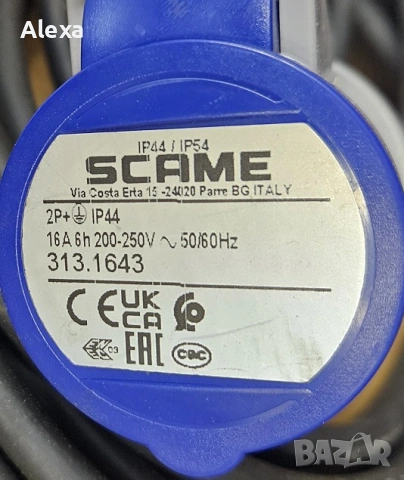 Alexa
IP44 / IP54
SCAME
Via Costa Erta 15 -24020 Parre BG ITALY
2P+⏚ IP44
16A 6h 200-250V ~ 50/60Hz
313.1643
CE UK CA
03 EAC
BAZAR